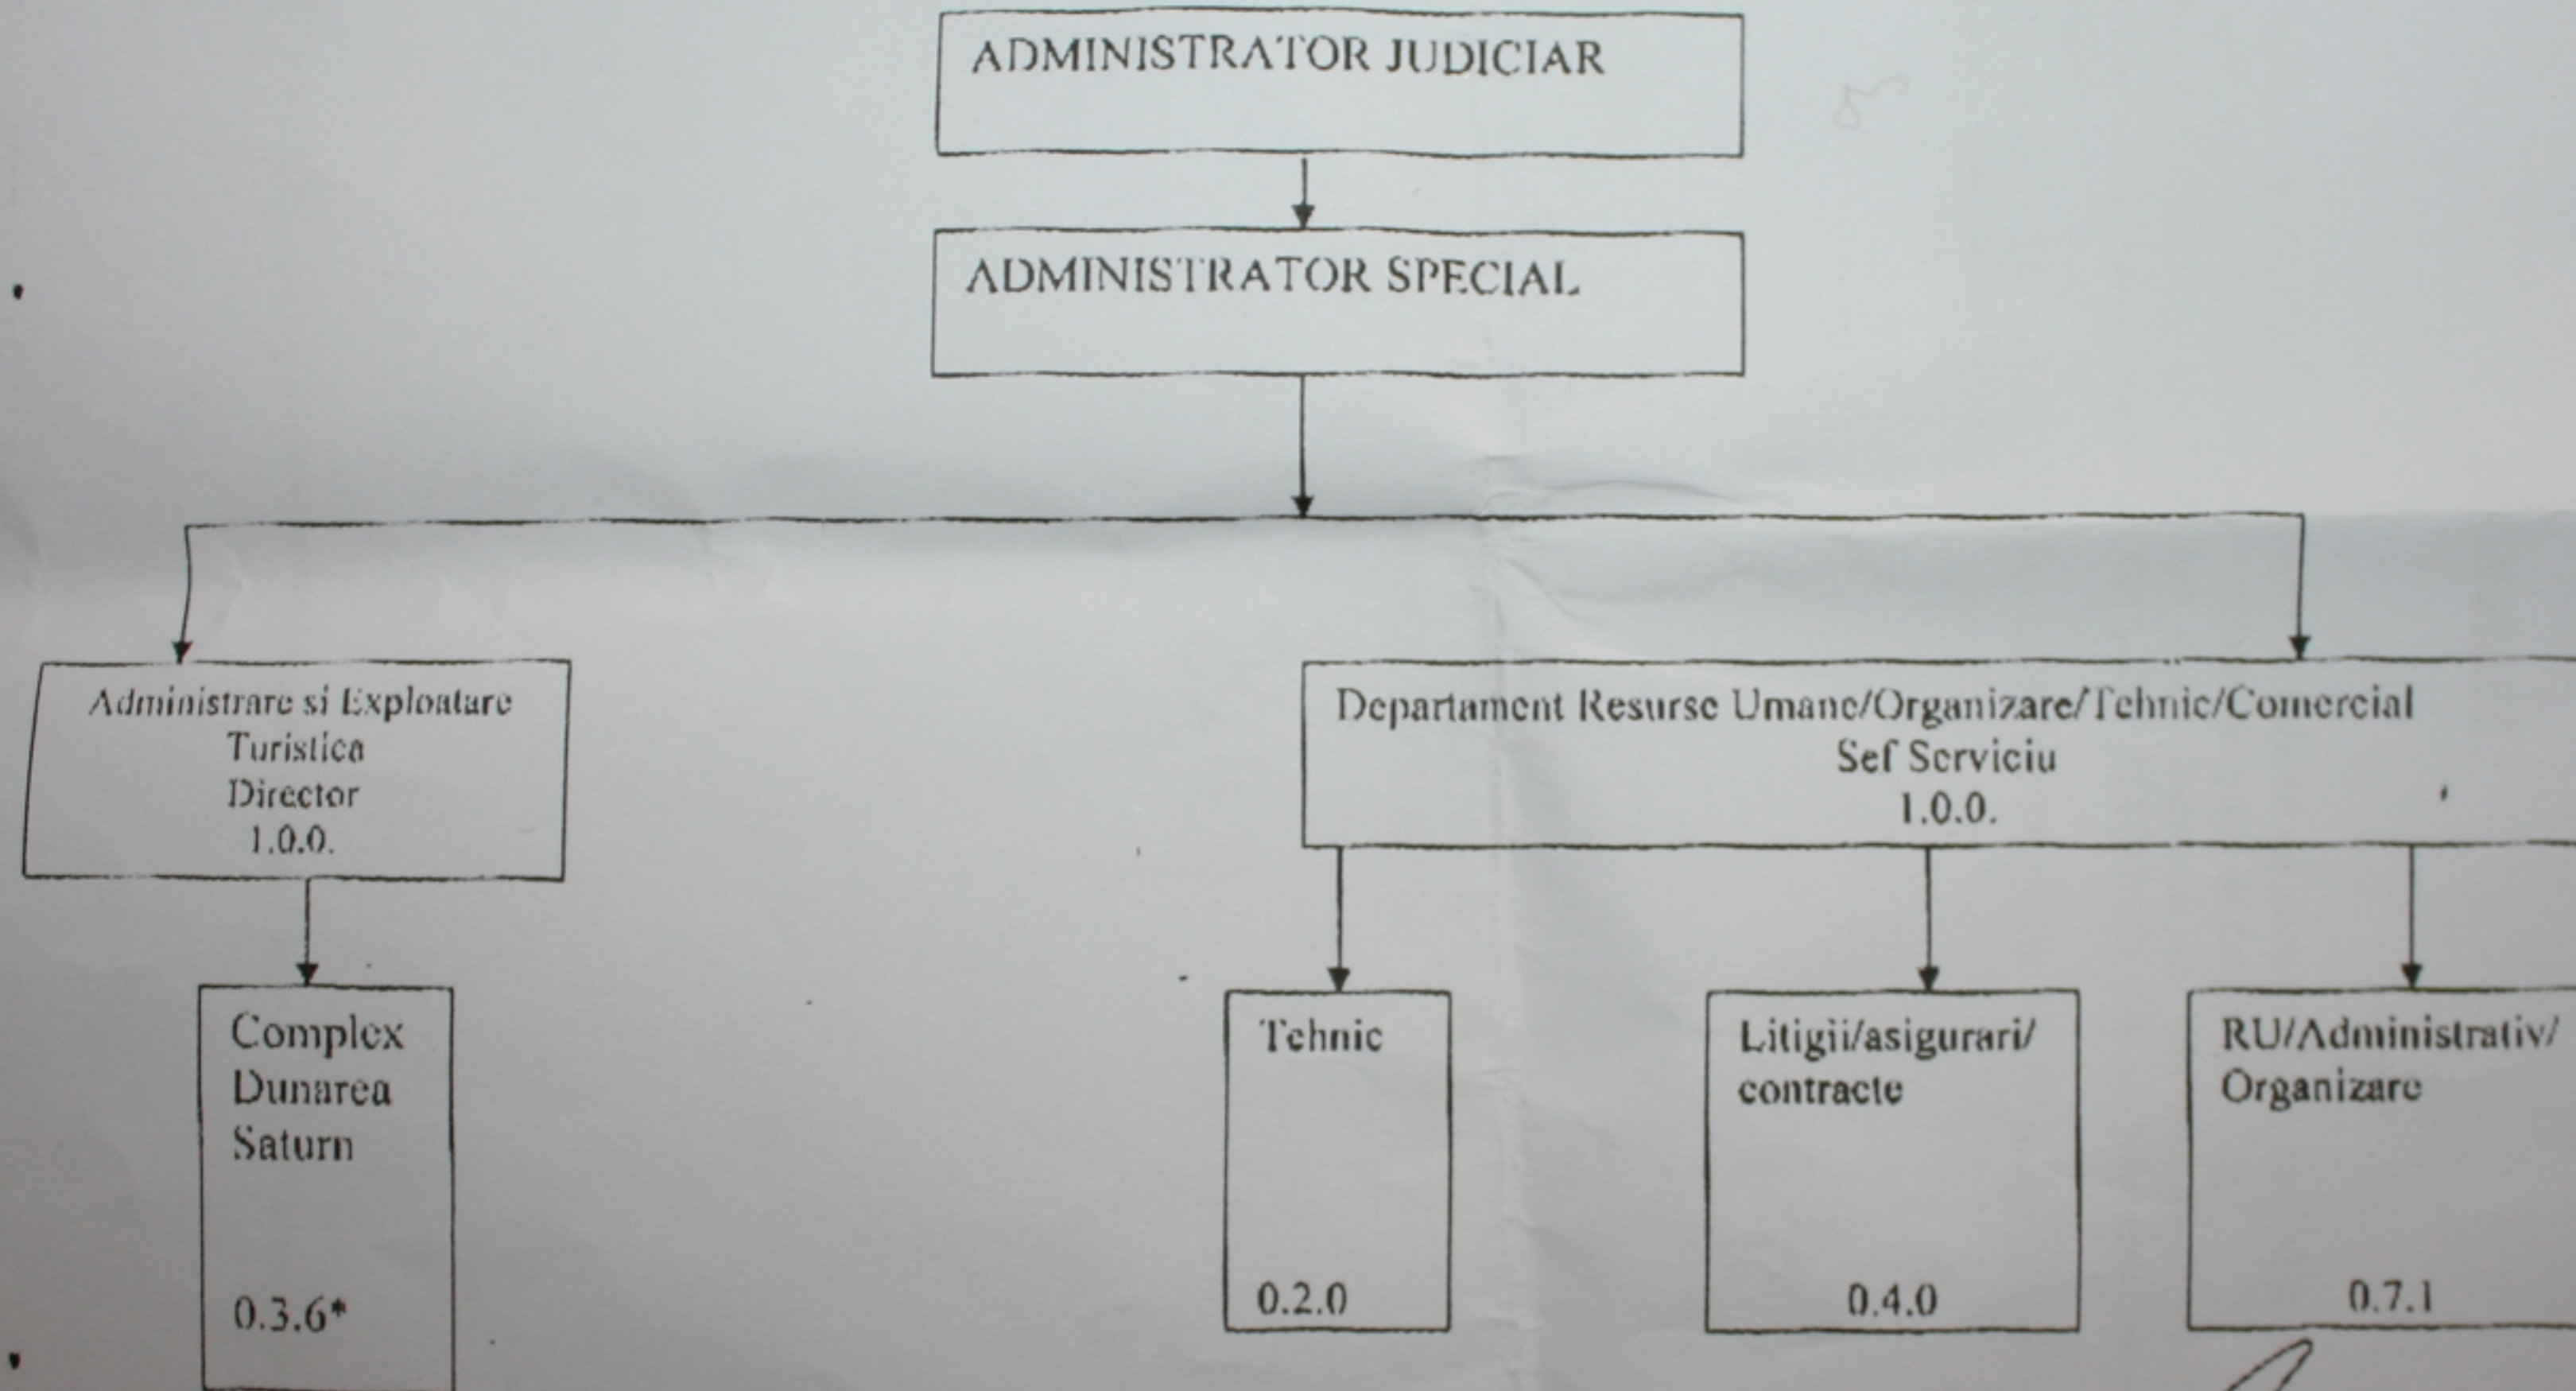 ADMINISTRATOR JUDICIAR
ADMINISTRATOR SPECIAL
Administrare si Exploatare
Turistica
Director
1.0.0.
Departament Resurse Umane/Organizare/Tehnic/Comercial
Sef Serviciu
1.0.0.
Complex
Dunarea
Saturn
0.3.6*
Tehnic
0.2.0
Litigii/asigurari/
contracte
0.4.0
RU/Administrativ/
Organizare
0.7.1